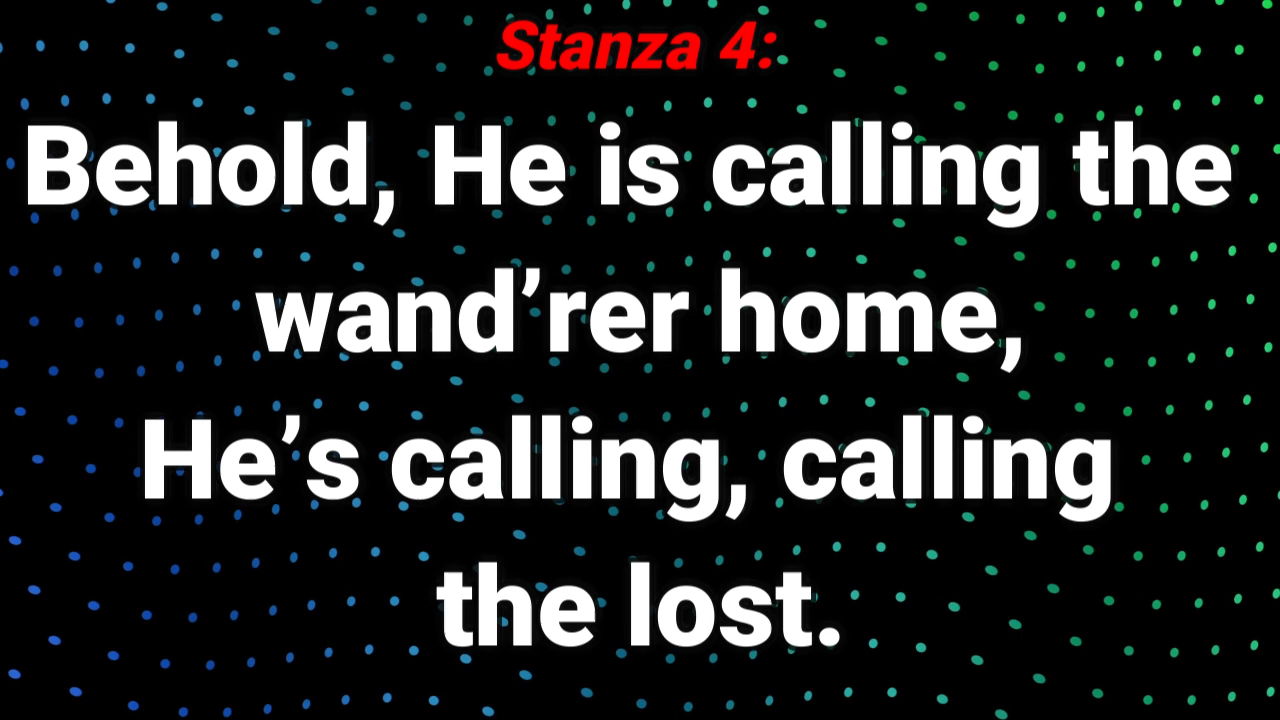 Stanza 4:
Behold, He is calling the
wand’rer home,
He’s calling, calling
the lost.